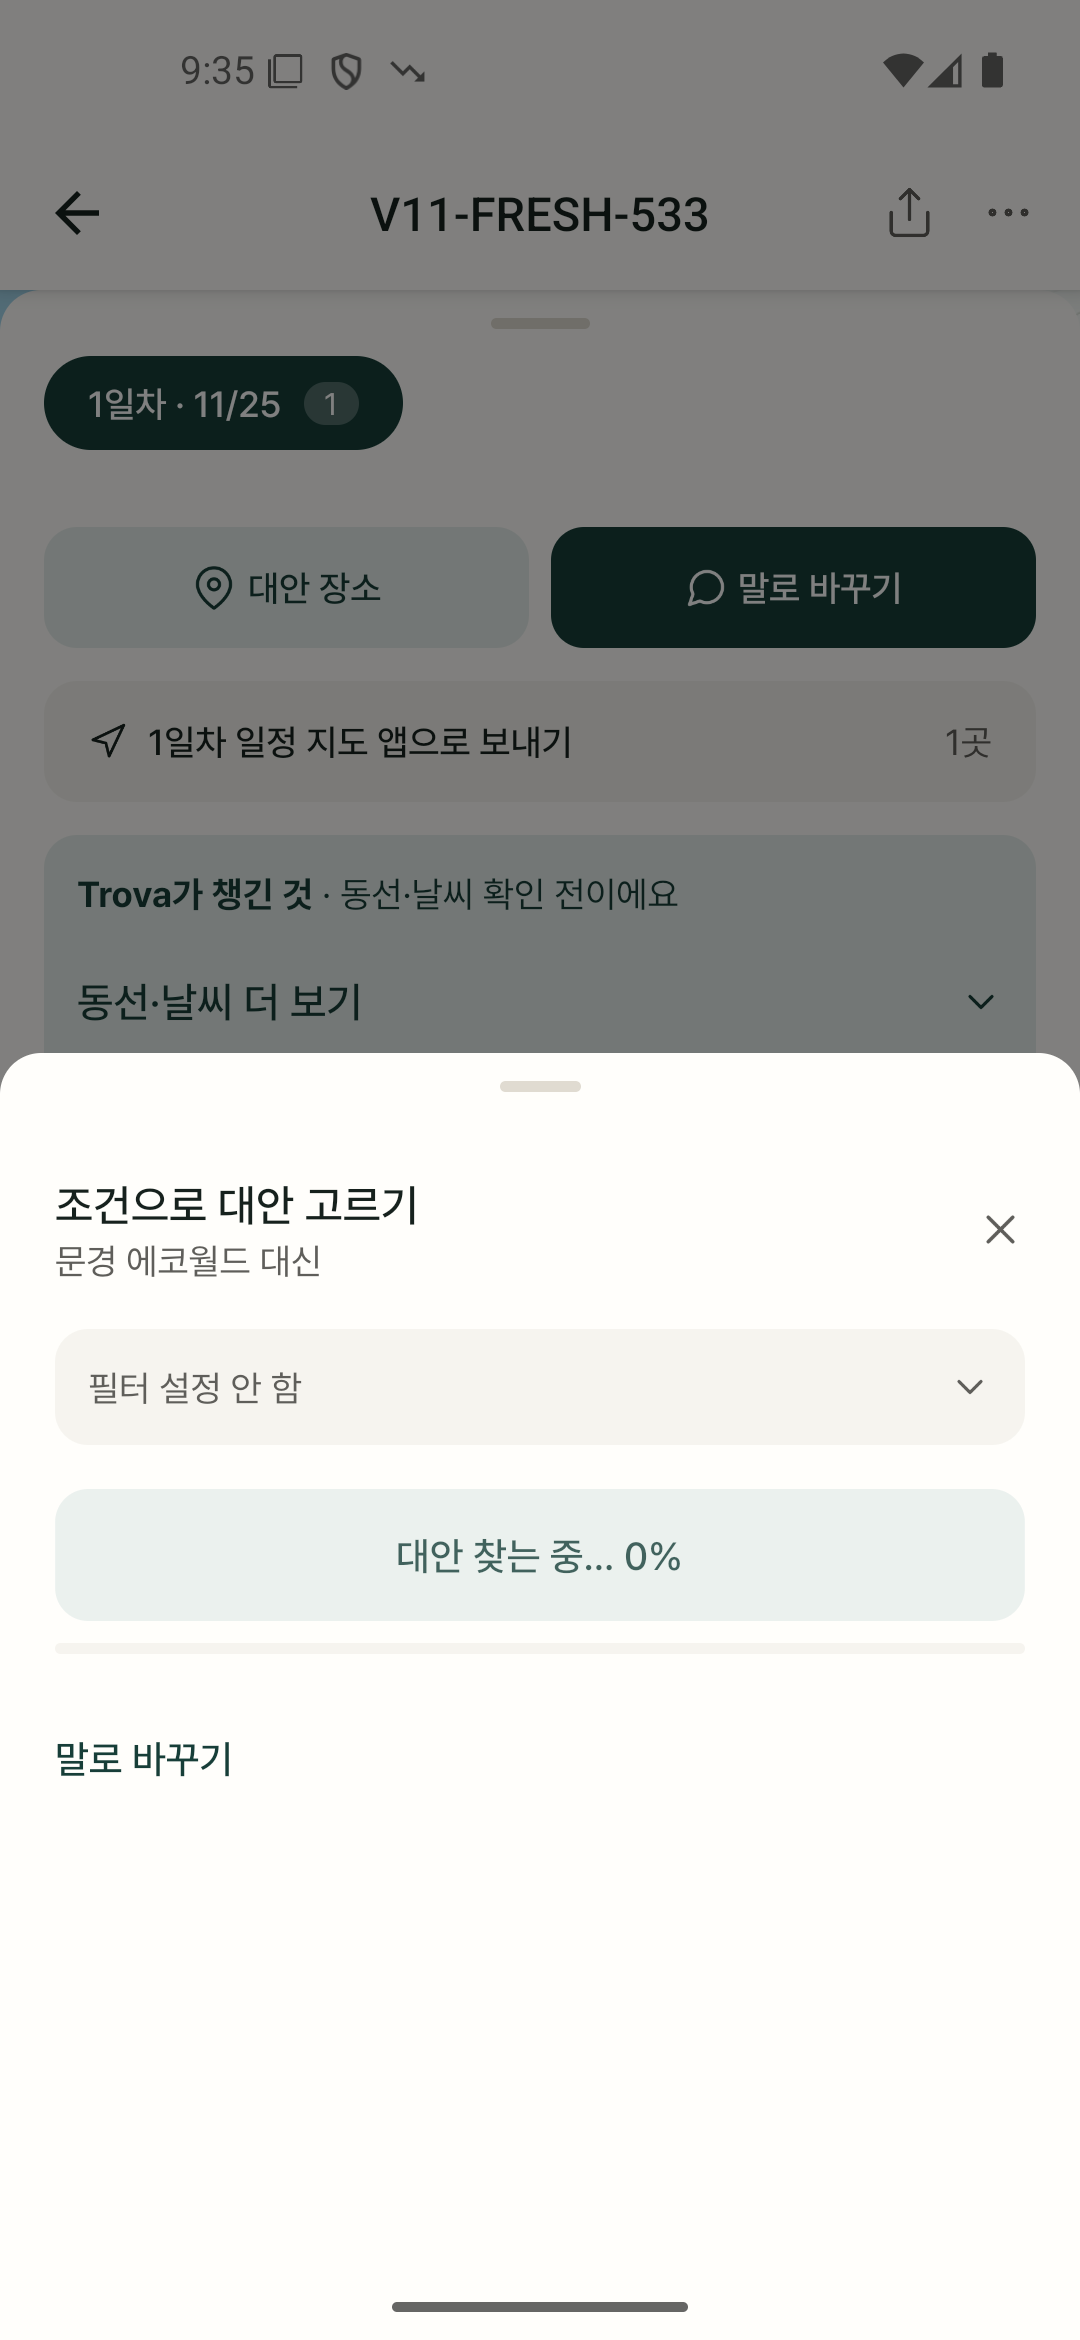 9:35
V11-FRESH-533
1일차 · 11/25 1
대안 장소
말로 바꾸기
1일차 일정 지도 앱으로 보내기 1곳
Trova가 챙긴 것 · 동선·날씨 확인 전이에요
동선·날씨 더 보기
조건으로 대안 고르기
문경 에코월드 대신
필터 설정 안 함
대안 찾는 중... 0%
말로 바꾸기